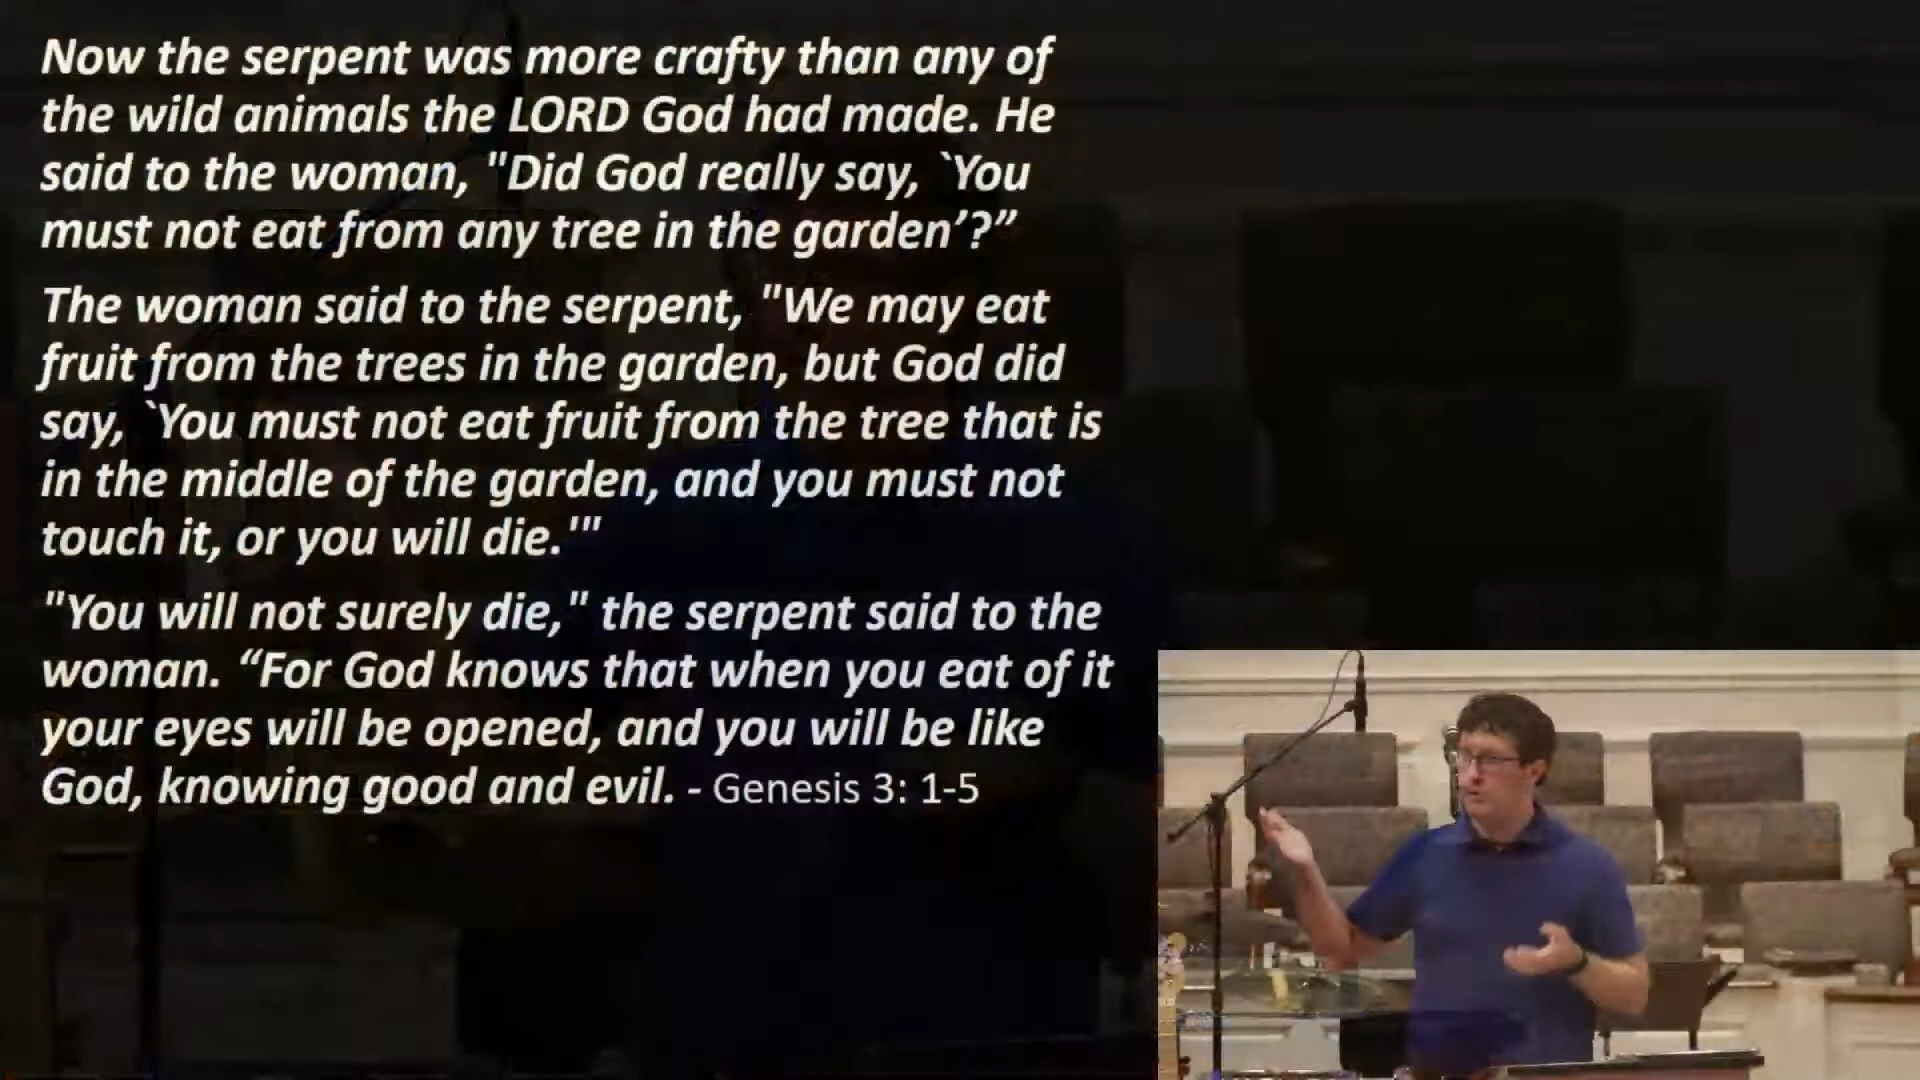 Now the serpent was more crafty than any of
the wild animals the LORD God had made. He
said to the woman, "Did God really say, `You
must not eat from any tree in the garden’?”
The woman said to the serpent, "We may eat
fruit from the trees in the garden, but God did
say, `You must not eat fruit from the tree that is
in the middle of the garden, and you must not
touch it, or you will die.'"
"You will not surely die," the serpent said to the
woman. “For God knows that when you eat of it
your eyes will be opened, and you will be like
God, knowing good and evil. - Genesis 3: 1-5